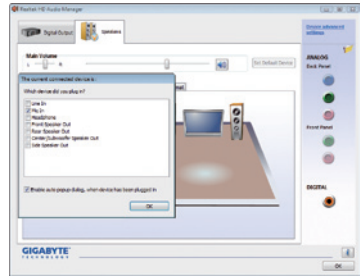 Realtek HD Audio Manager
Digital Output
Speakers
Device advanced settings
Main Volume
L
R
Set Default Device
ANALOG
Back Panel
The current connected device is :
Which device did you plug in?
Line In
Mic In
Headphone
Front Speaker Out
Rear Speaker Out
Center/Subwoofer Speaker Out
Side Speaker Out
Enable auto popup dialog, when device has been plugged in
OK
Front Panel
DIGITAL
GIGABYTE
TECHNOLOGY
OK